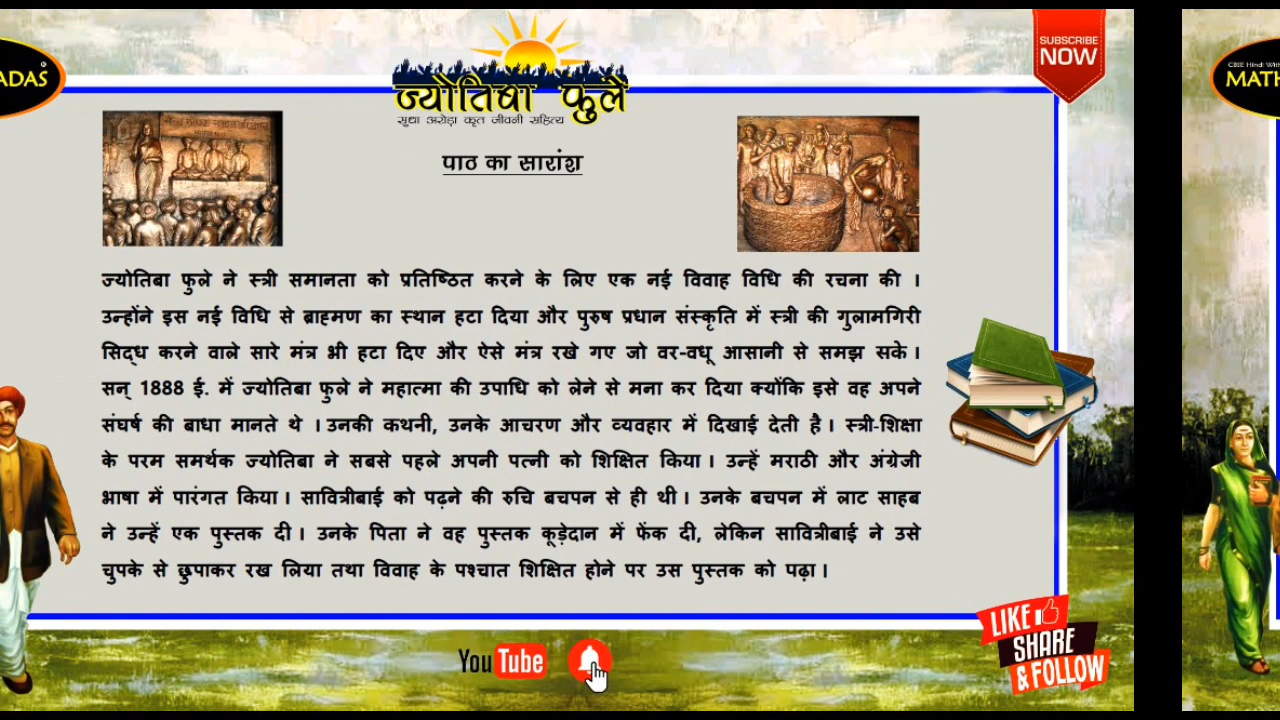 SUBSCRIBE
NOW
ADAS
MATH
ज्योतिबा फुले
सुधा अरोड़ा कृत जीवनी सहित्य
पाठ का सारांश
ज्योतिबा फुले ने स्त्री समानता को प्रतिष्ठित करने के लिए एक नई विवाह विधि की रचना की ।
उन्होंने इस नई विधि से ब्राह्मण का स्थान हटा दिया और पुरुष प्रधान संस्कृति में स्त्री की गुलामगिरी
सिद्ध करने वाले सारे मंत्र भी हटा दिए और ऐसे मंत्र रखे गए जो वर-वधू आसानी से समझ सके ।
सन् 1888 ई. में ज्योतिबा फुले ने महात्मा की उपाधि को लेने से मना कर दिया क्योंकि इसे वह अपने
संघर्ष की बाधा मानते थे । उनकी कथनी, उनके आचरण और व्यवहार में दिखाई देती है । स्त्री-शिक्षा
के परम समर्थक ज्योतिबा ने सबसे पहले अपनी पत्नी को शिक्षित किया । उन्हें मराठी और अंग्रेजी
भाषा में पारंगत किया । सावित्रीबाई को पढ़ने की रुचि बचपन से ही थी । उनके बचपन में लाट साहब
ने उन्हें एक पुस्तक दी । उनके पिता ने वह पुस्तक कूड़ेदान में फेंक दी, लेकिन सावित्रीबाई ने उसे
चुपके से छुपाकर रख लिया तथा विवाह के पश्चात शिक्षित होने पर उस पुस्तक को पढ़ा ।
You Tube
LIKE
SHARE
& FOLLOW